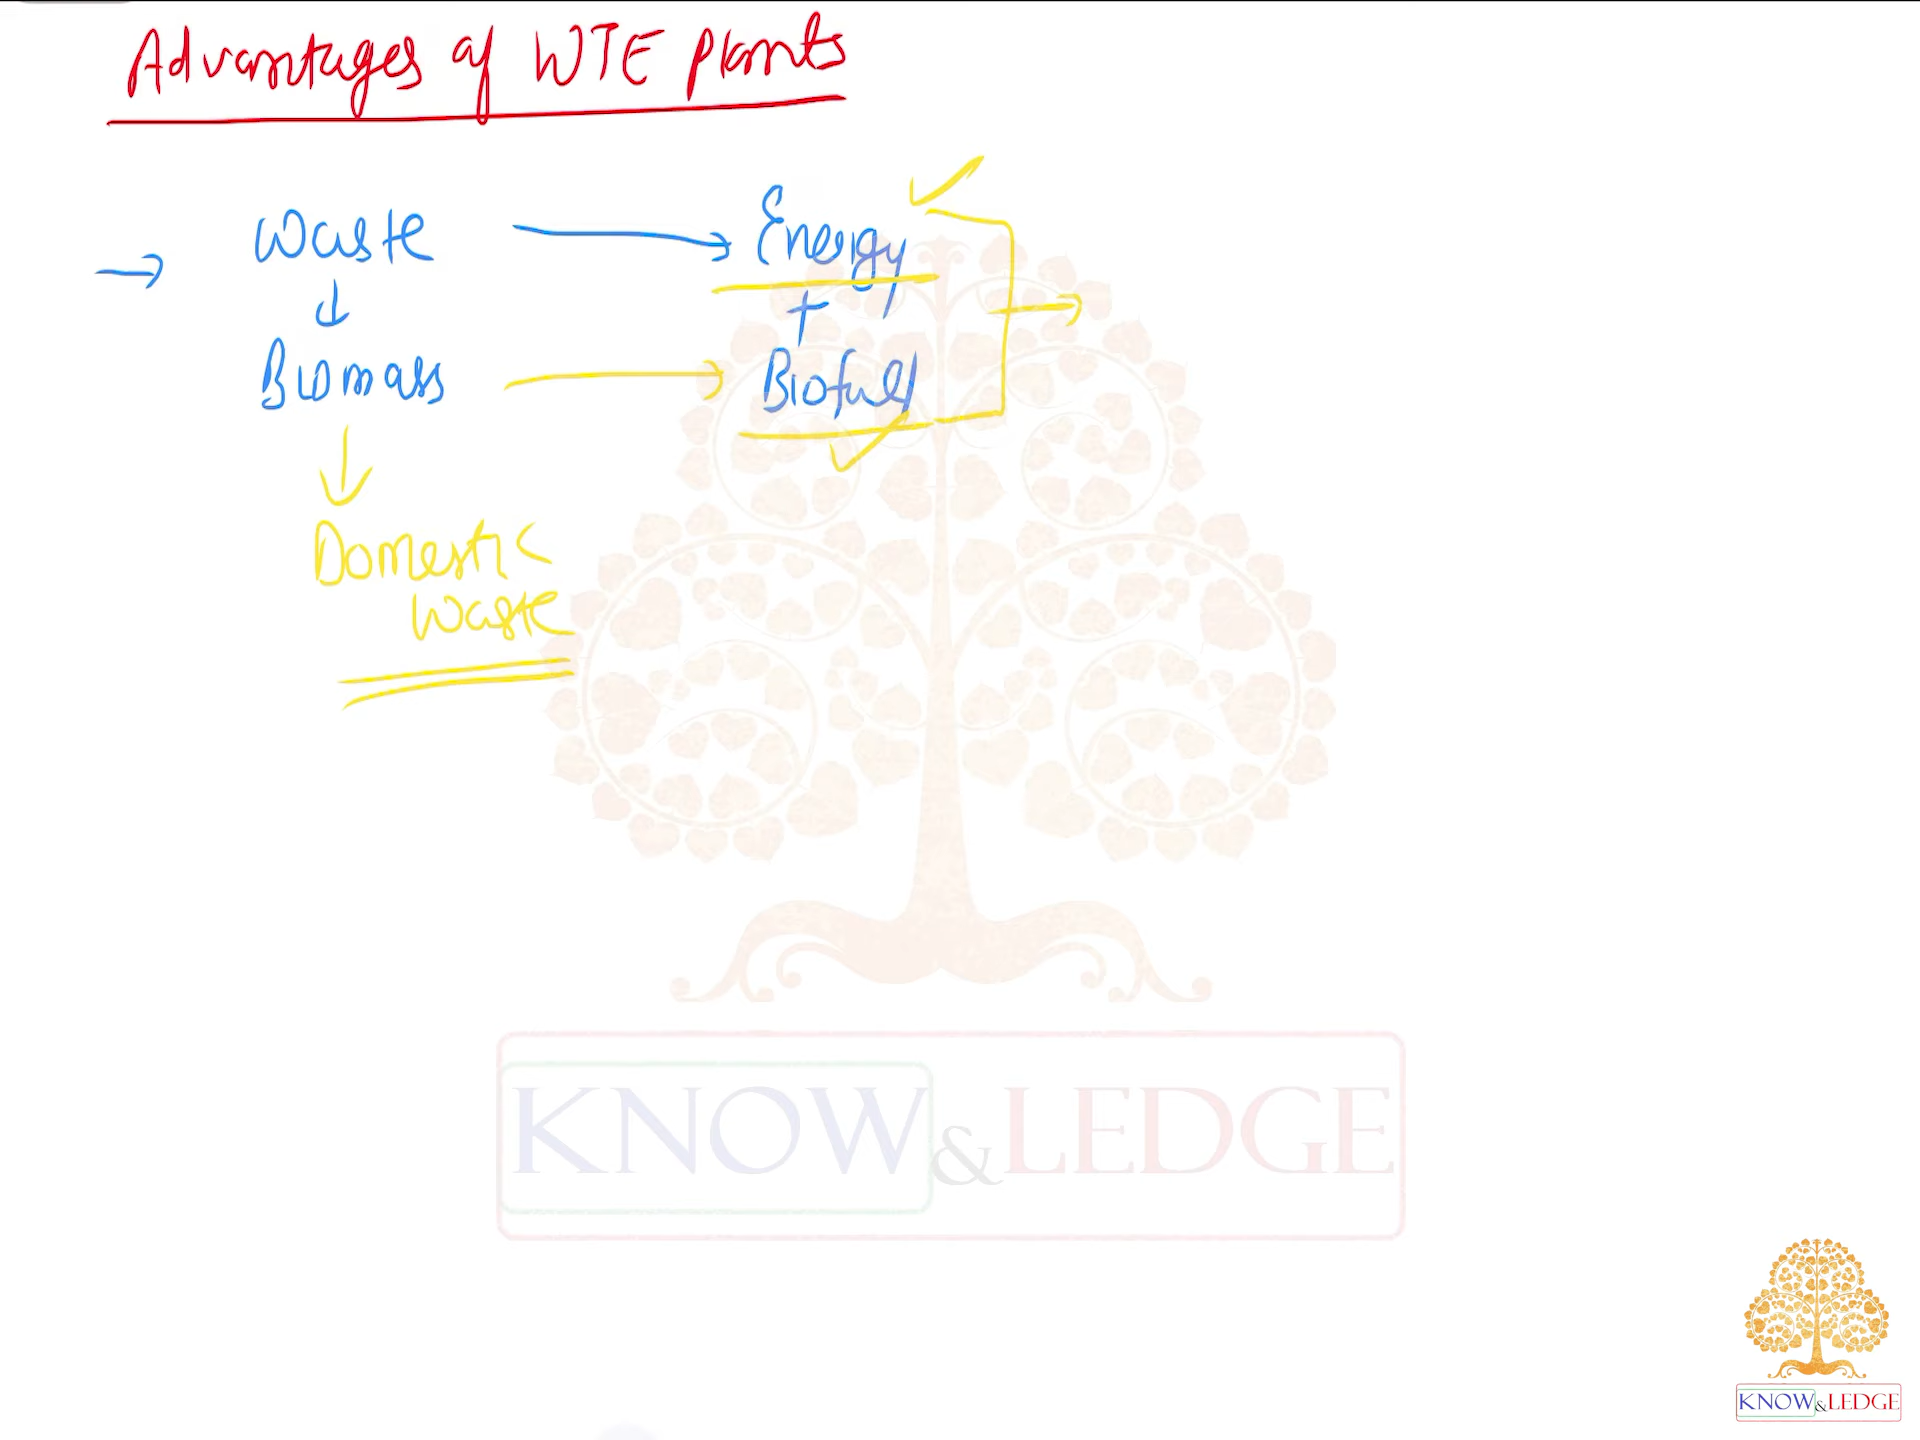 Advantages of WTE Plants
→ Waste → Energy
↓ +
Biomass → Biofuel
↓
Domestic
Waste
KNOW&LEDGE
KNOW&LEDGE